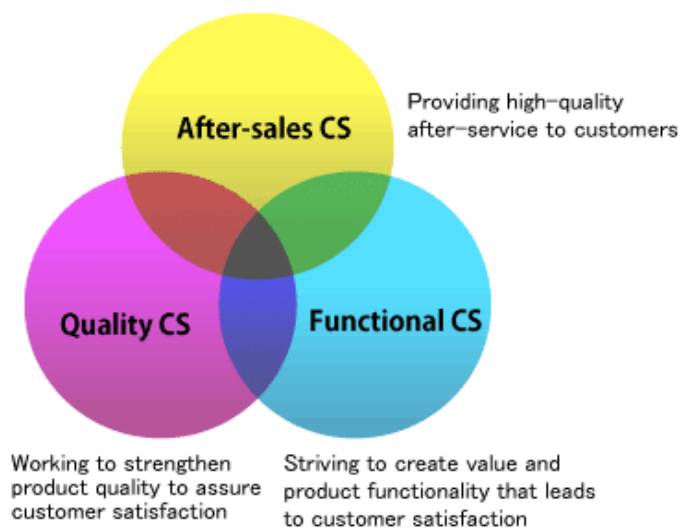 After-sales CS
Providing high-quality
after-service to customers
Quality CS
Functional CS
Working to strengthen
product quality to assure
customer satisfaction
Striving to create value and
product functionality that leads
to customer satisfaction